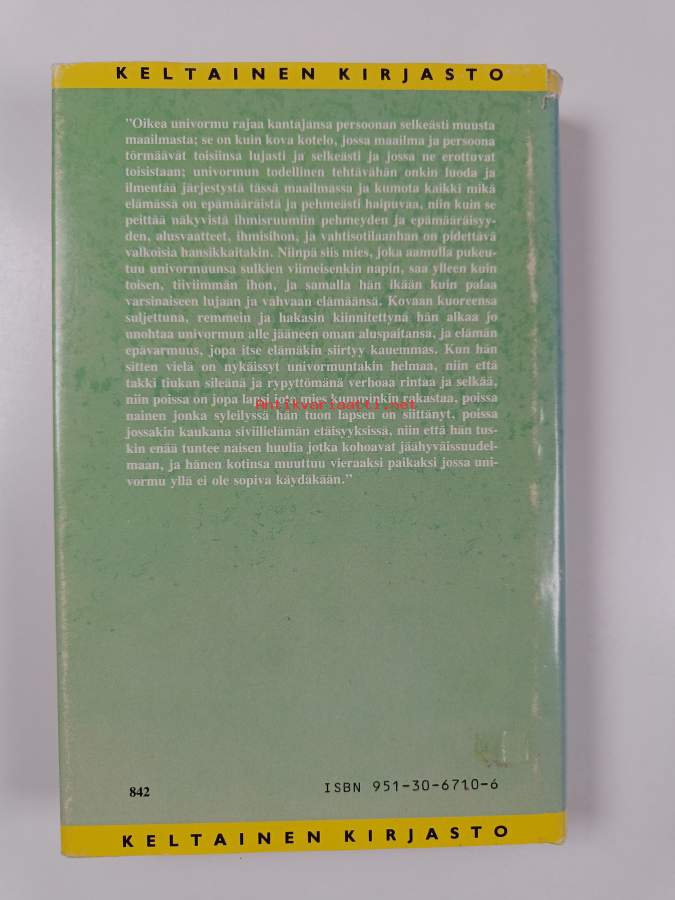 KELTAINEN KIRJASTO
"Oikea univormu rajaa kantajansa persoonan selkeästi muusta
maailmasta; se on kuin kova kotelo, jossa maailma ja persoona
törmäävät toisiinsa lujasti ja selkeästi ja jossa ne erottuvat
toisistaan; univormun todellinen tehtävähän onkin luoda ja
ilmentää järjestystä tässä maailmassa ja kumota kaikki mikä
elämässä on epämääräistä ja pehmeästi haipuvaa, niin kuin se
peittää näkyvistä ihmisruumiin pehmeyden ja epämääräisyy-
den, alusvaatteet, ihmisihon, ja vahtisotilaanhan on pidettävä
valkoisia hansikkaitakin. Niinpä siis mies, joka aamulla pukeu-
tuu univormuunsa sulkien viimeisenkin napin, saa ylleen kuin
toisen, tiiviimmän ihon, ja samalla hän ikään kuin palaa
varsinaiseen lujaan ja vahvaan elämäänsä. Kovaan kuoreensa
suljettuna, remmein ja hakasin kiinnitettynä hän alkaa jo
unohtaa univormun alle jääneen oman aluspaitansa, ja elämän
epävarmuus, jopa itse elämäkin siirtyy kauemmas. Kun hän
sitten vielä on nykäissyt univormuntakin helmaa, niin että
takki tiukan sileänä ja rypyttömänä verhoaa rintaa ja selkää,
niin poissa on jopa lapsi jota mies kumminkin rakastaa, poissa
Antikvariaatti.net
nainen jonka syleilyssä hän tuon lapsen on siittänyt, poissa
jossakin kaukana siviilielämän etäisyyksissä, niin että hän tus-
kin enää tuntee naisen huulia jotka kohoavat jäähyväissuudel-
maan, ja hänen kotinsa muuttuu vieraaksi paikaksi jossa uni-
vormu yllä ei ole sopiva käydäkään."
842
ISBN 951-30-6710-6
KELTAINEN KIRJASTO